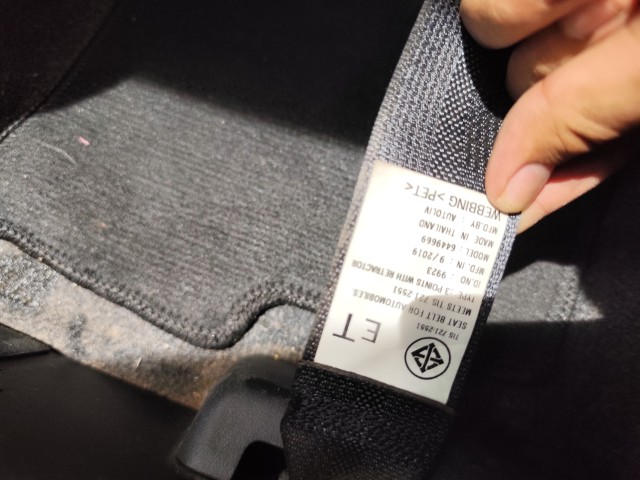 TIS 721-2551
ET
SEAT BELT FOR AUTOMOBILES
MEETS TIS 721-2551
TYPE : 3 POINTS WITH RETRACTOR
ID.NO. : 9923
MFD.IN : 9 / 2019
MODEL : 6449669
MADE IN THAILAND
MFD.BY : AUTOLIV
WEBBING >PET<